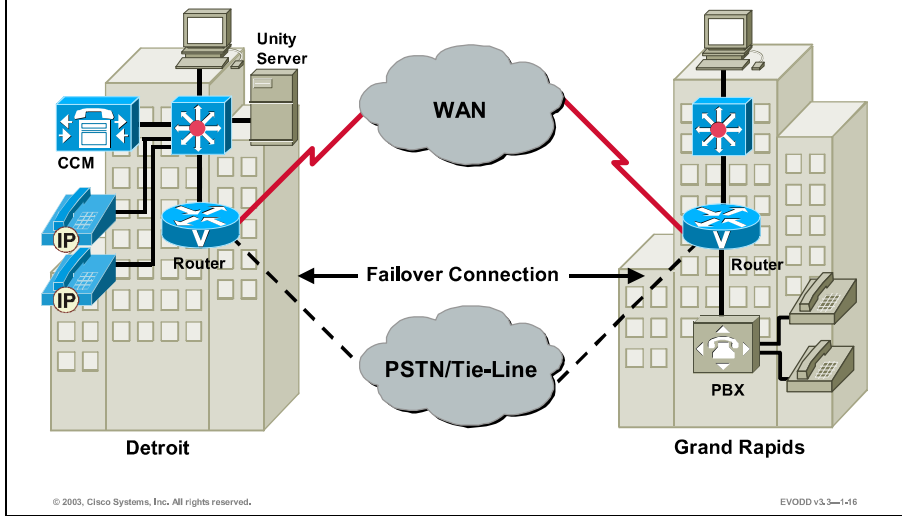 Unity
Server
WAN
CCM
IP
IP
V
Router
V
Router
Failover Connection
PSTN/Tie-Line
PBX
Detroit
Grand Rapids
© 2003, Cisco Systems, Inc. All rights reserved.
EVODD v3.3—1-16